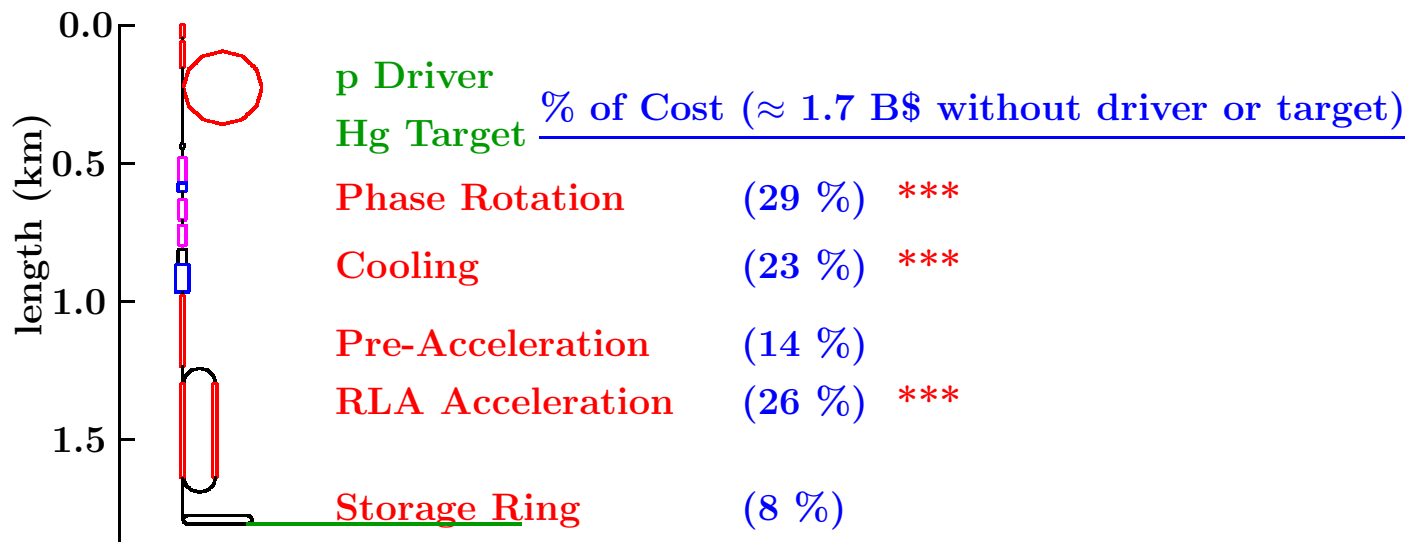 0.0
p Driver
% of Cost (≈ 1.7 B$ without driver or target)
Hg Target
0.5
length (km)
Phase Rotation (29 %) ***
Cooling (23 %) ***
1.0
Pre-Acceleration (14 %)
RLA Acceleration (26 %) ***
1.5
Storage Ring (8 %)